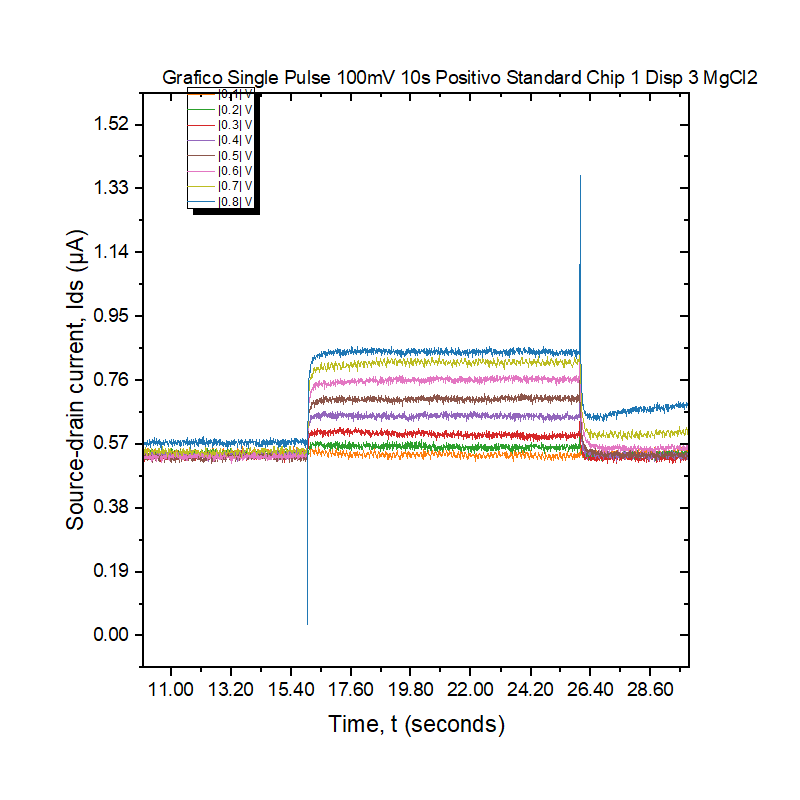 Grafico Single Pulse 100mV 10s Positivo Standard Chip 1 Disp 3 MgCl2
|0.1| V
|0.2| V
|0.3| V
|0.4| V
|0.5| V
|0.6| V
|0.7| V
|0.8| V
1.52
1.33
1.14
0.95
0.76
0.57
0.38
0.19
0.00
Source-drain current, Ids (µA)
11.00 13.20 15.40 17.60 19.80 22.00 24.20 26.40 28.60
Time, t (seconds)